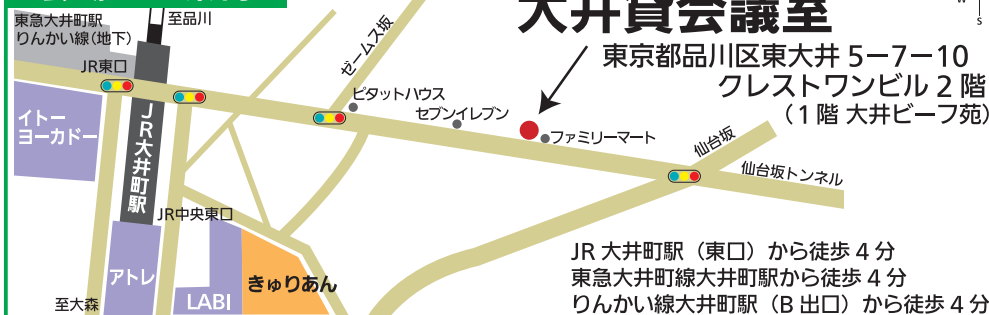 大井貸会議室
東京都品川区東大井 5−7−10
クレストワンビル 2 階
（1 階 大井ビーフ苑）
東急大井町駅
りんかい線（地下）
至品川
JR東口
イトー
ヨーカドー
JR大井町駅
ゼームス坂
ピタットハウス
セブンイレブン
ファミリーマート
仙台坂
仙台坂トンネル
JR中央東口
アトレ
LABI
きゅりあん
至大森
JR 大井町駅（東口）から徒歩 4 分
東急大井町線大井町駅から徒歩 4 分
りんかい線大井町駅（B 出口）から徒歩 4 分
W
S